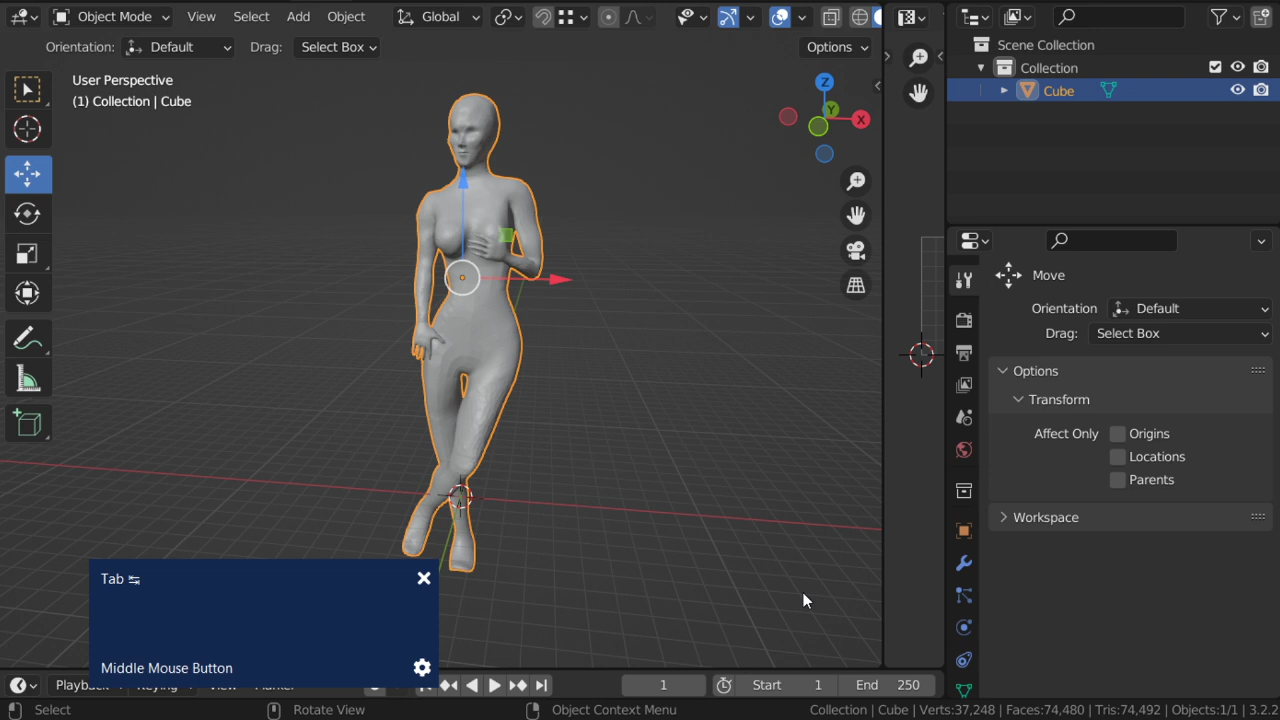 Object Mode View Select Add Object Global
Orientation: Default Drag: Select Box Options
User Perspective
(1) Collection | Cube
Z
Y
X
Scene Collection
Collection
Cube
Move
Orientation Default
Drag: Select Box
Options
Transform
Affect Only Origins
Locations
Parents
Workspace
Tab
Middle Mouse Button
Playback 1 Start 1 End 250
Select Rotate View Object Context Menu Collection | Cube | Verts:37,248 | Faces:74,480 | Tris:74,492 | Objects:1/1 | 3.2.2